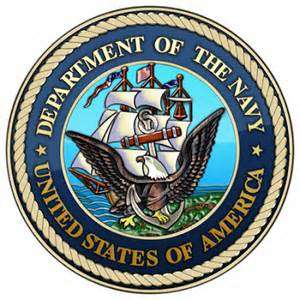 DEPARTMENT OF THE NAVY
UNITED STATES OF AMERICA